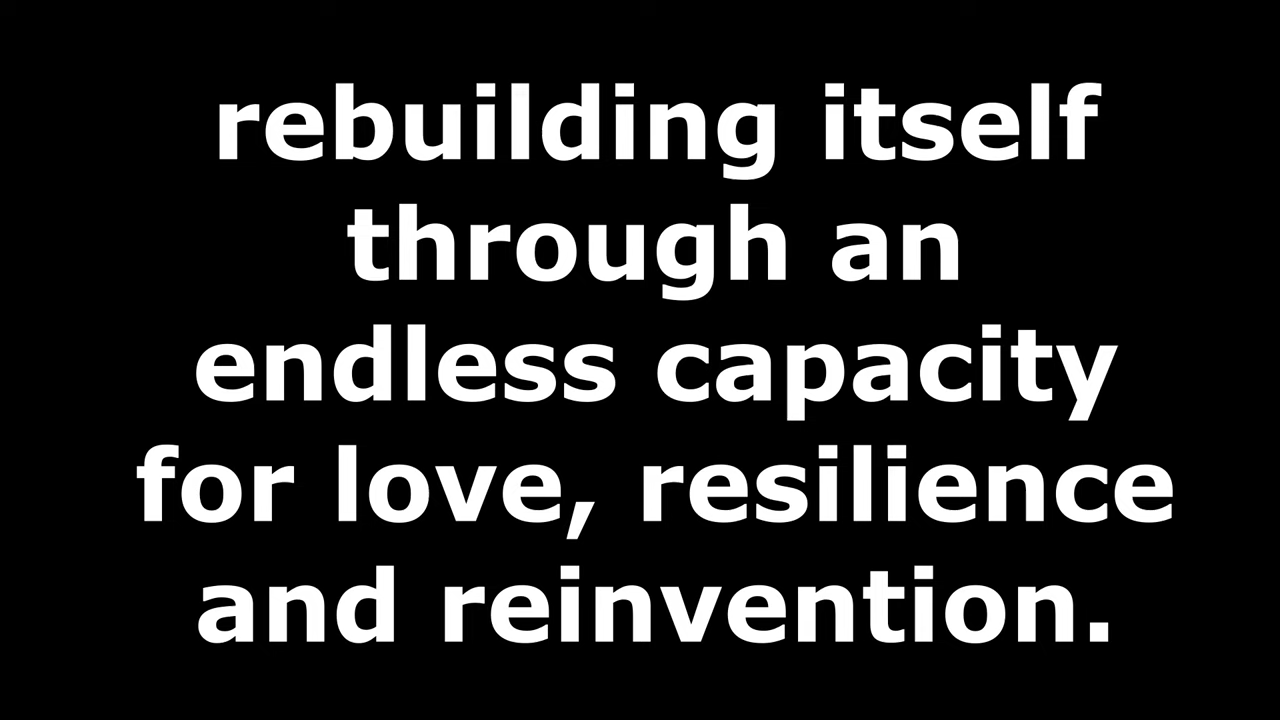 rebuilding itself
through an
endless capacity
for love, resilience
and reinvention.